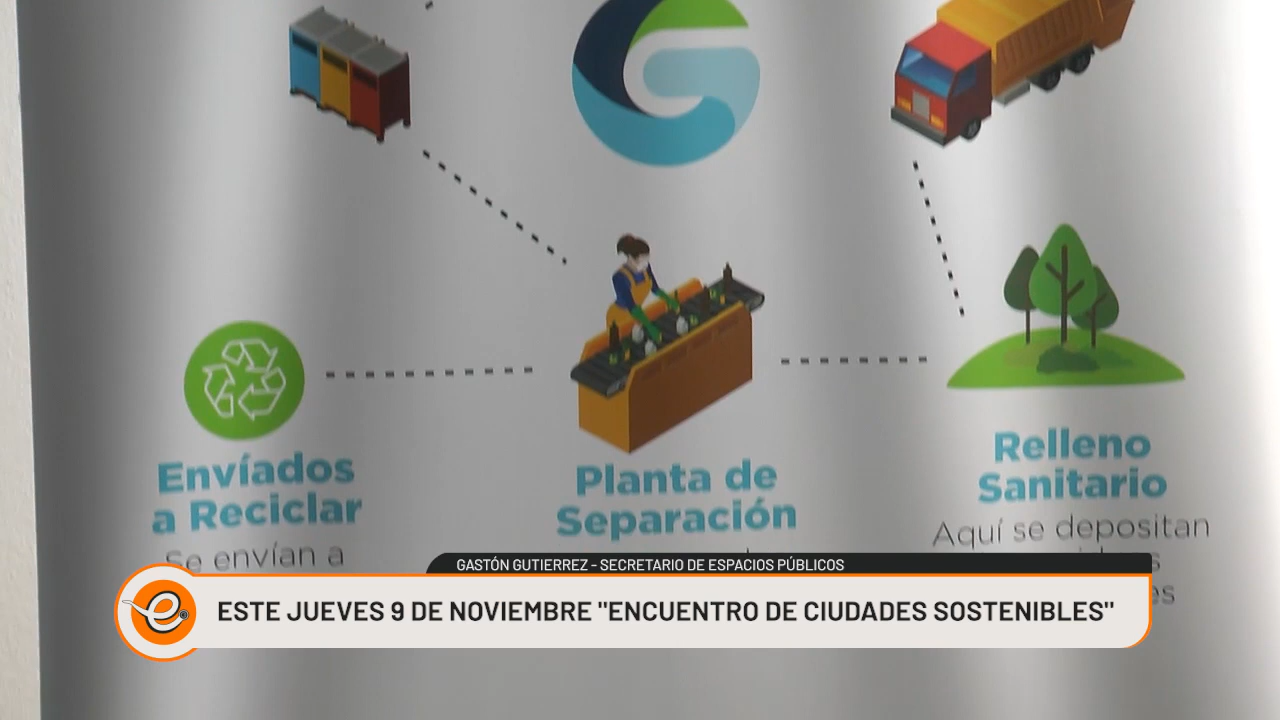 Envíados
a Reciclar
Se envían a
Planta de
Separación
Relleno
Sanitario
Aquí se depositan
GASTÓN GUTIERREZ - SECRETARIO DE ESPACIOS PÚBLICOS
ESTE JUEVES 9 DE NOVIEMBRE "ENCUENTRO DE CIUDADES SOSTENIBLES"